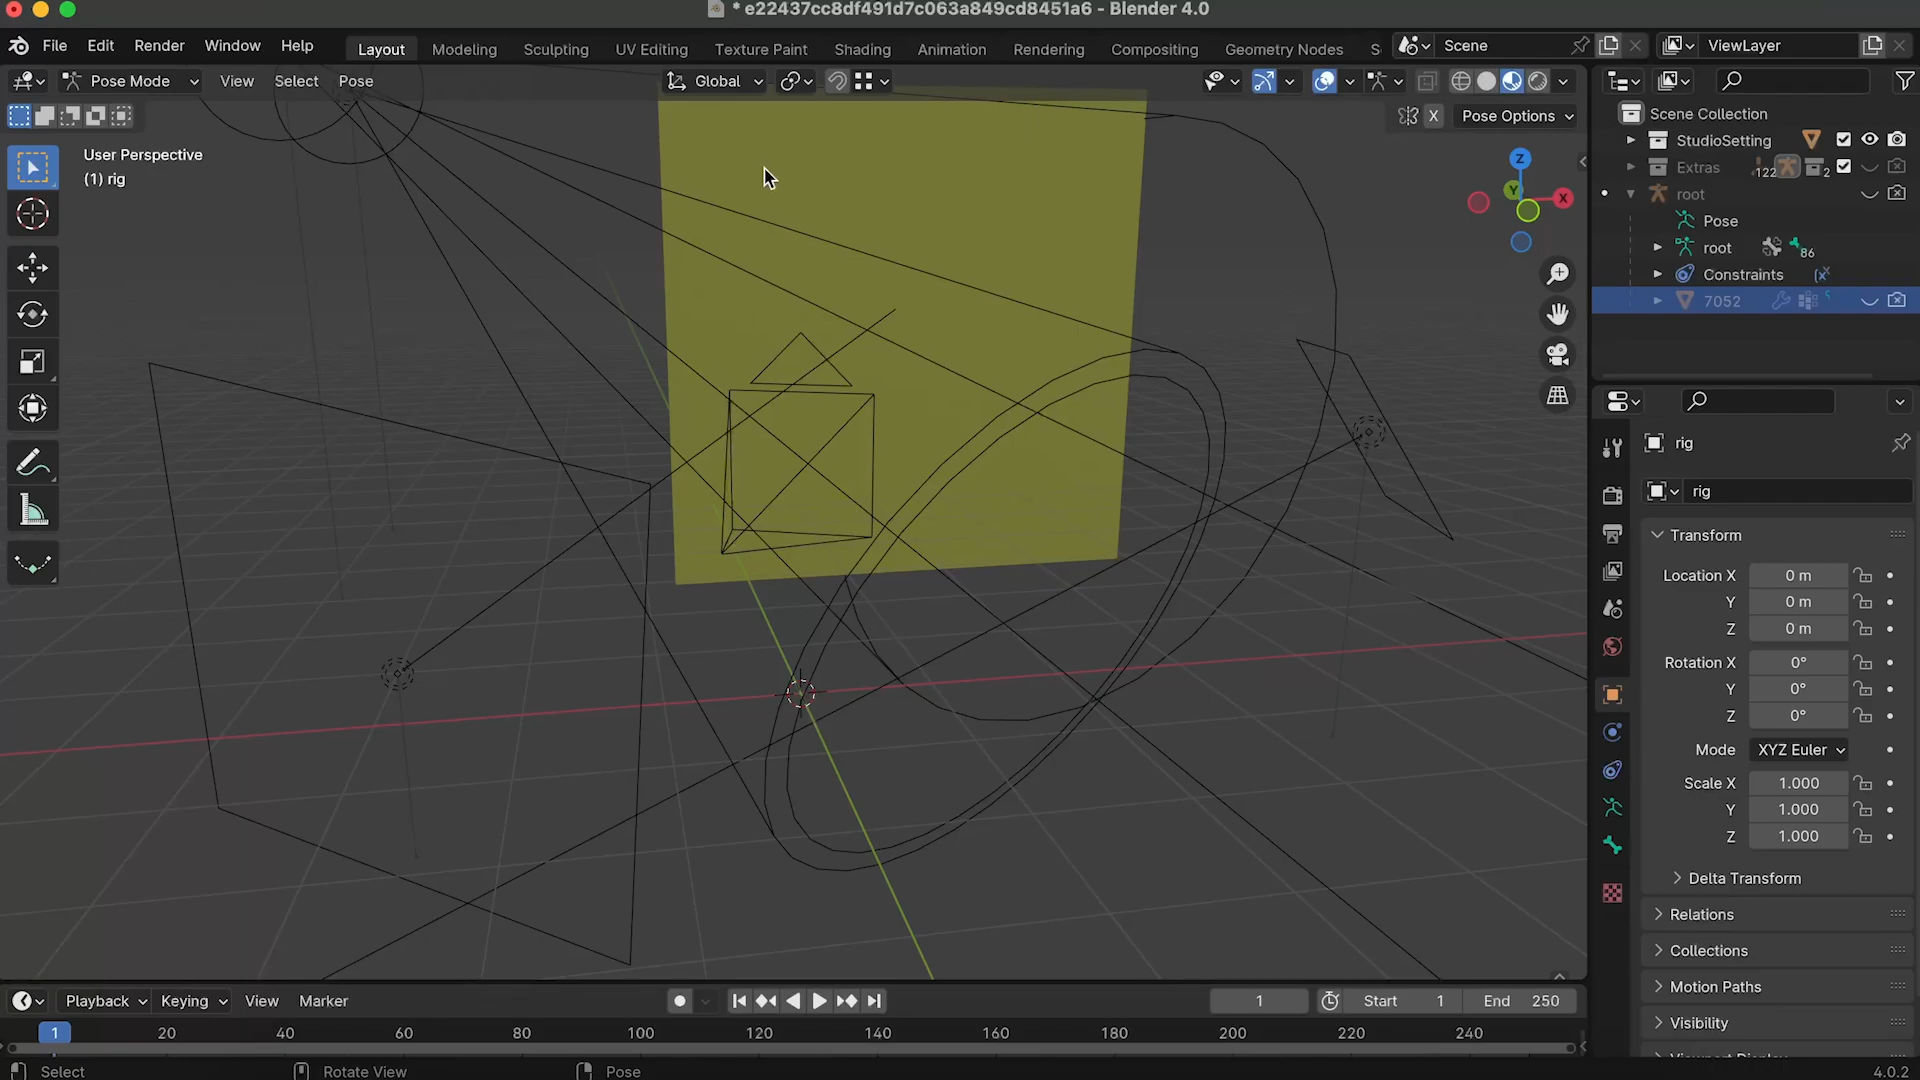 * e22437cc8df491d7c063a849cd8451a6 - Blender 4.0
File Edit Render Window Help Layout Modeling Sculpting UV Editing Texture Paint Shading Animation Rendering Compositing Geometry Nodes Scene ViewLayer
Pose Mode View Select Pose Global
X Pose Options
User Perspective
(1) rig
Z
Y
X
Scene Collection
StudioSetting
Extras 122 2
root
Pose
root 86
Constraints
7052
rig
rig
Transform
Location X 0 m
Y 0 m
Z 0 m
Rotation X 0°
Y 0°
Z 0°
Mode XYZ Euler
Scale X 1.000
Y 1.000
Z 1.000
Delta Transform
Relations
Collections
Motion Paths
Visibility
Playback Keying View Marker 1 Start 1 End 250
1 20 40 60 80 100 120 140 160 180 200 220 240
Select Rotate View Pose 4.0.2